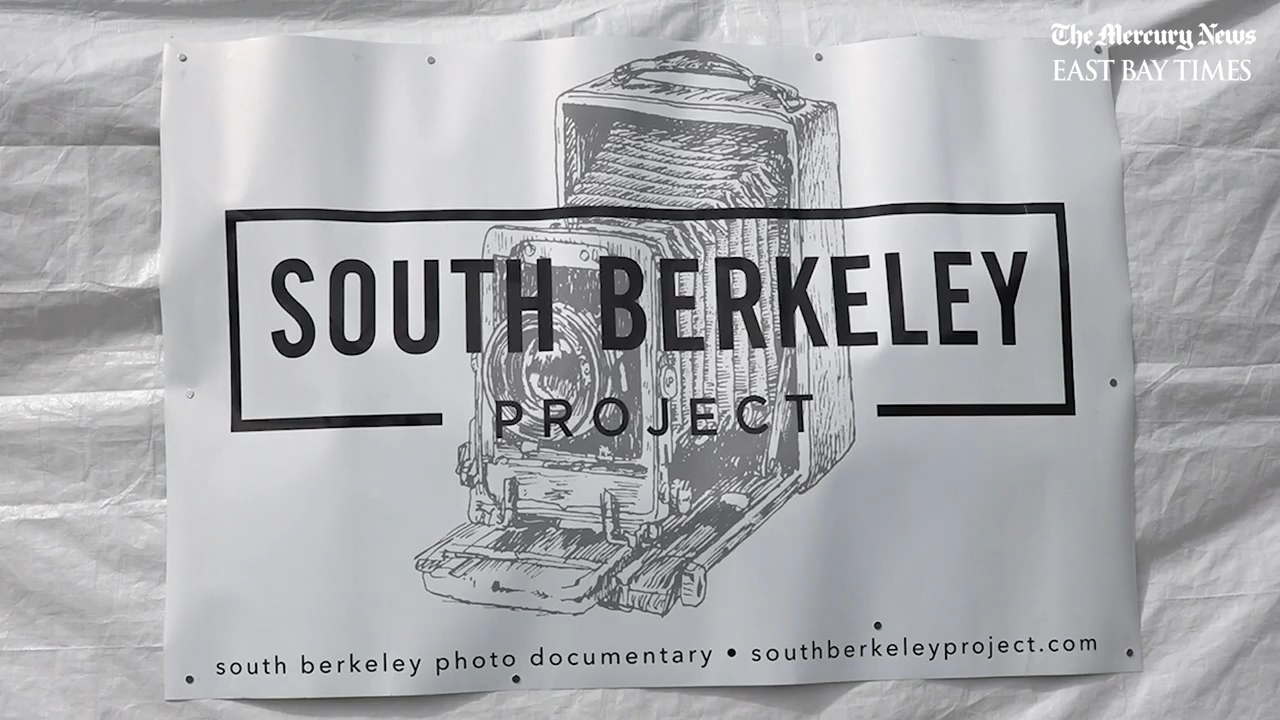 The Mercury News
EAST BAY TIMES
SOUTH BERKELEY
PROJECT
south berkeley photo documentary • southberkeleyproject.com